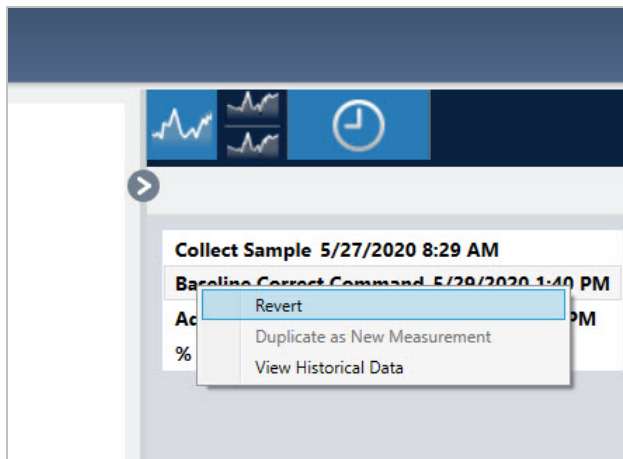 Collect Sample 5/27/2020 8:29 AM
Baseline Correct Command 5/29/2020 1:40 PM
Revert
PM
Duplicate as New Measurement
%
View Historical Data